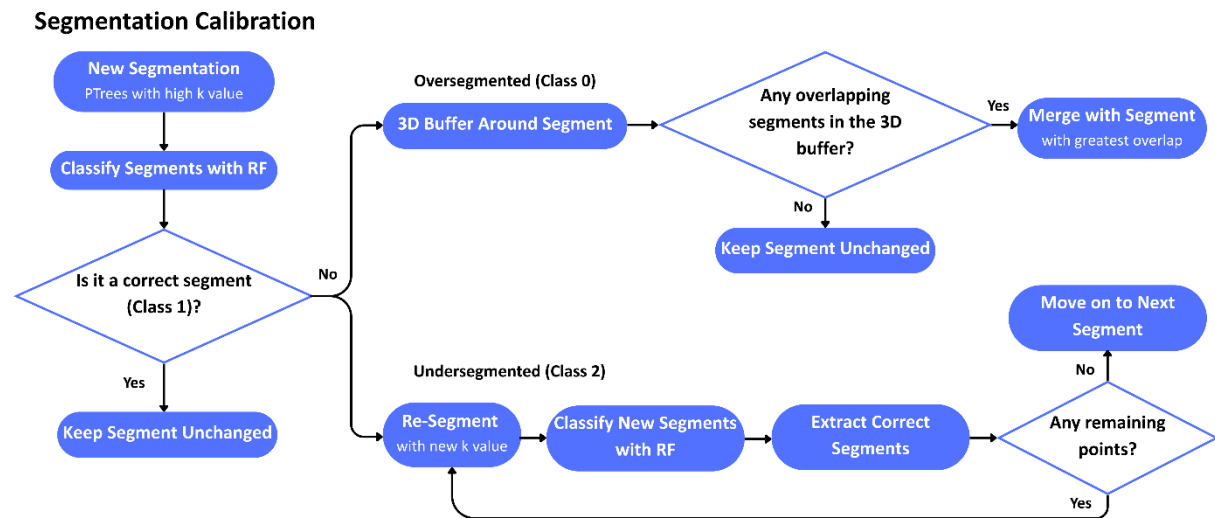 Segmentation Calibration
New Segmentation
PTrees with high k value
Classify Segments with RF
Is it a correct segment
(Class 1)?
Yes
Keep Segment Unchanged
No
Oversegmented (Class 0)
3D Buffer Around Segment
Any overlapping
segments in the 3D
buffer?
Yes
Merge with Segment
with greatest overlap
No
Keep Segment Unchanged
Undersegmented (Class 2)
Re-Segment
with new k value
Classify New Segments
with RF
Extract Correct
Segments
Any remaining
points?
No
Move on to Next
Segment
Yes